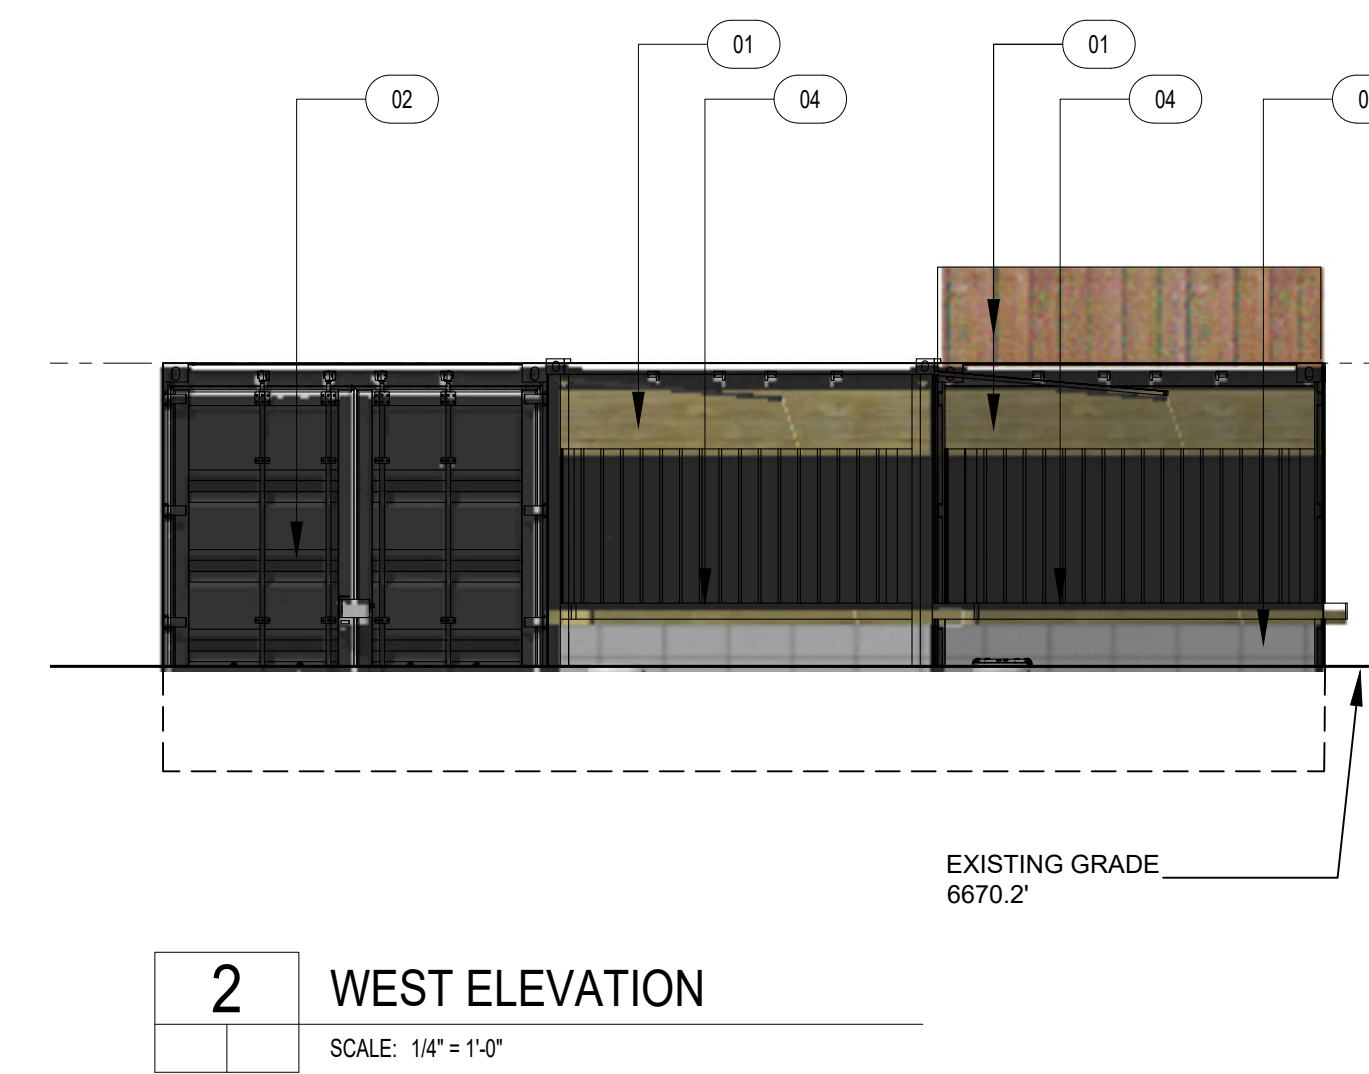 01
01
02
04
04
EXISTING GRADE
6670.2'
2
WEST ELEVATION
SCALE: 1/4" = 1'-0"